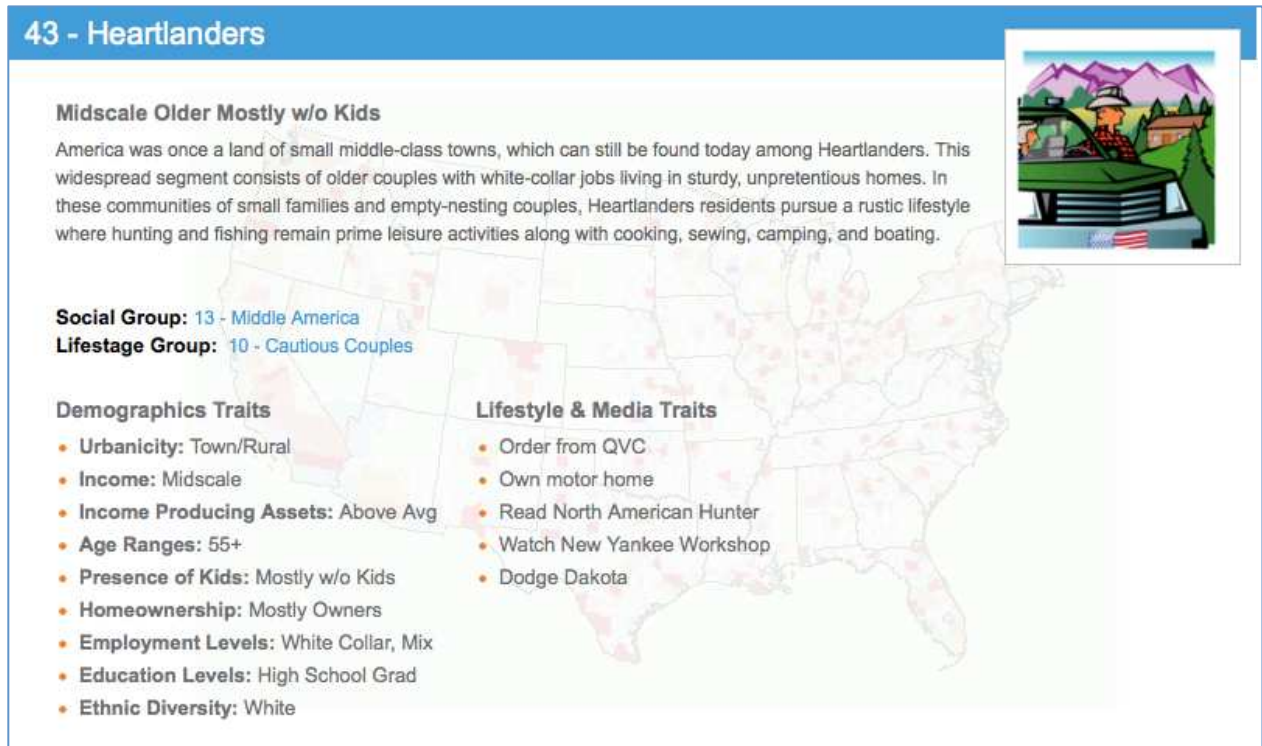 43 - Heartlanders
Midscale Older Mostly w/o Kids
America was once a land of small middle-class towns, which can still be found today among Heartlanders. This
widespread segment consists of older couples with white-collar jobs living in sturdy, unpretentious homes. In
these communities of small families and empty-nesting couples, Heartlanders residents pursue a rustic lifestyle
where hunting and fishing remain prime leisure activities along with cooking, sewing, camping, and boating.
Social Group: 13 - Middle America
Lifestage Group: 10 - Cautious Couples
Demographics Traits
• Urbanicity: Town/Rural
• Income: Midscale
• Income Producing Assets: Above Avg
• Age Ranges: 55+
• Presence of Kids: Mostly w/o Kids
• Homeownership: Mostly Owners
• Employment Levels: White Collar, Mix
• Education Levels: High School Grad
• Ethnic Diversity: White
Lifestyle & Media Traits
• Order from QVC
• Own motor home
• Read North American Hunter
• Watch New Yankee Workshop
• Dodge Dakota